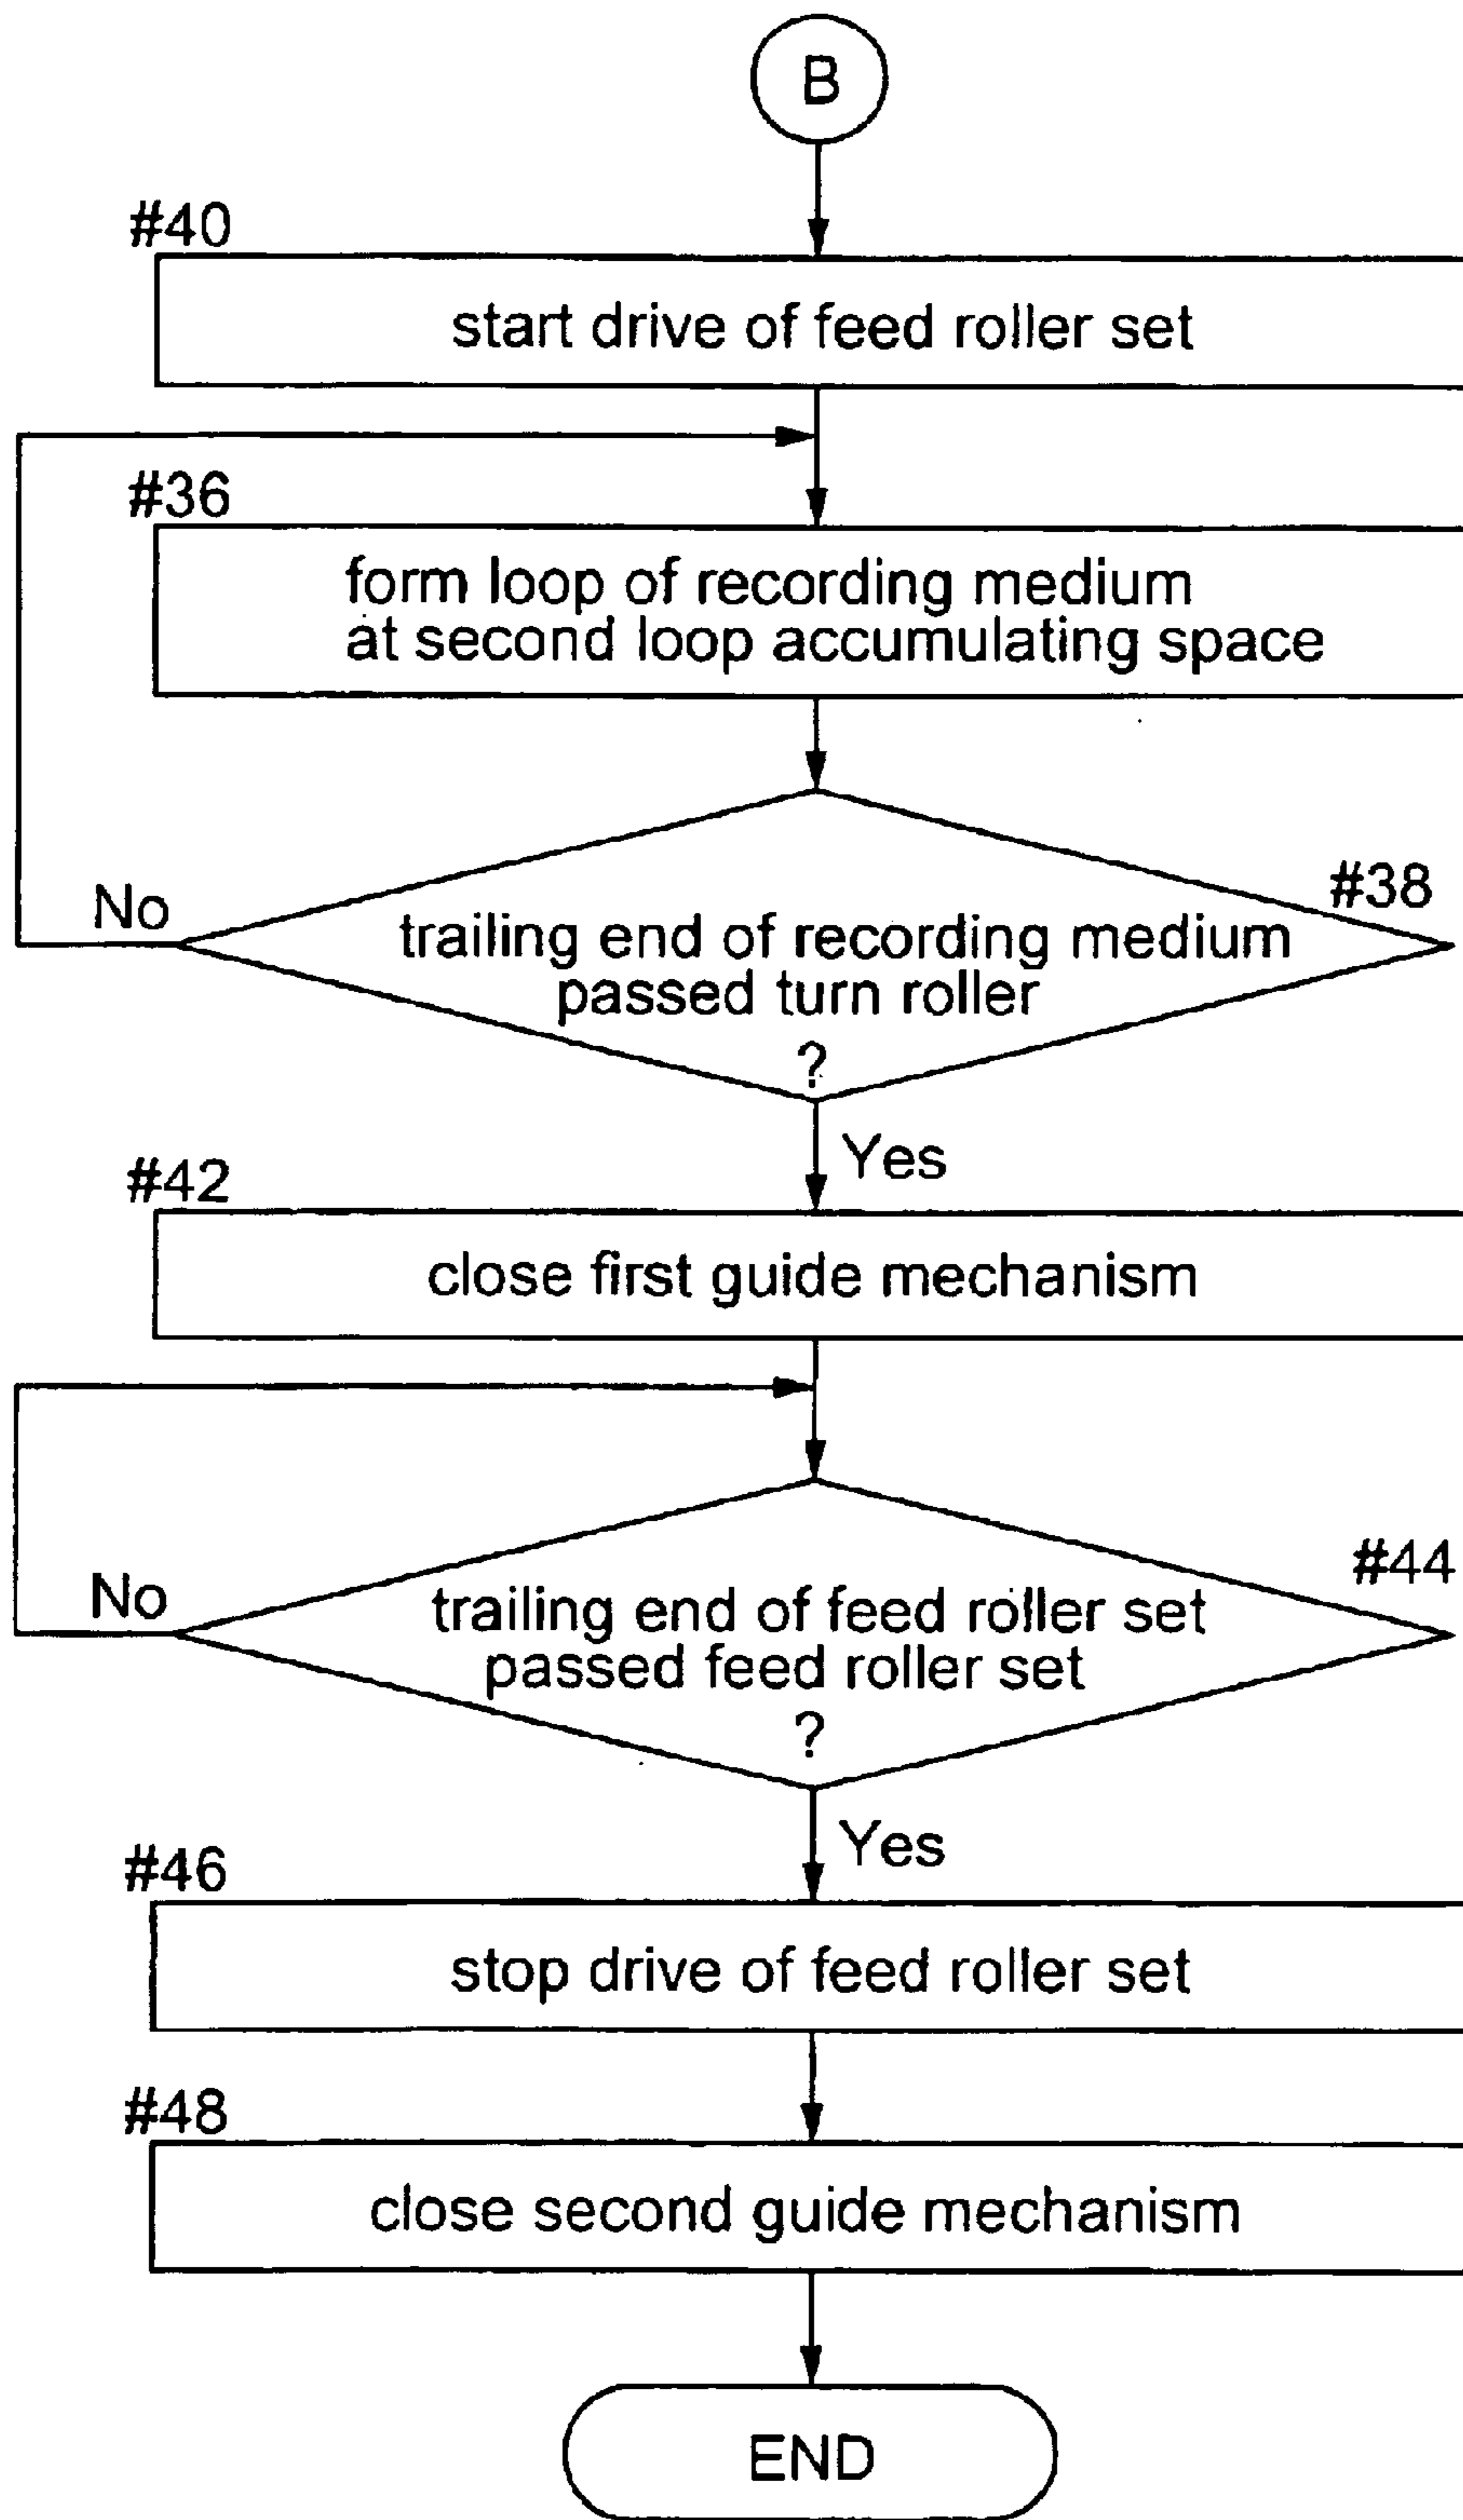 B
#40
start drive of feed roller set
#36
form loop of recording medium
at second loop accumulating space
#38
No
trailing end of recording medium
passed turn roller
?
Yes
#42
close first guide mechanism
#44
No
trailing end of feed roller set
passed feed roller set
?
Yes
#46
stop drive of feed roller set
#48
close second guide mechanism
END